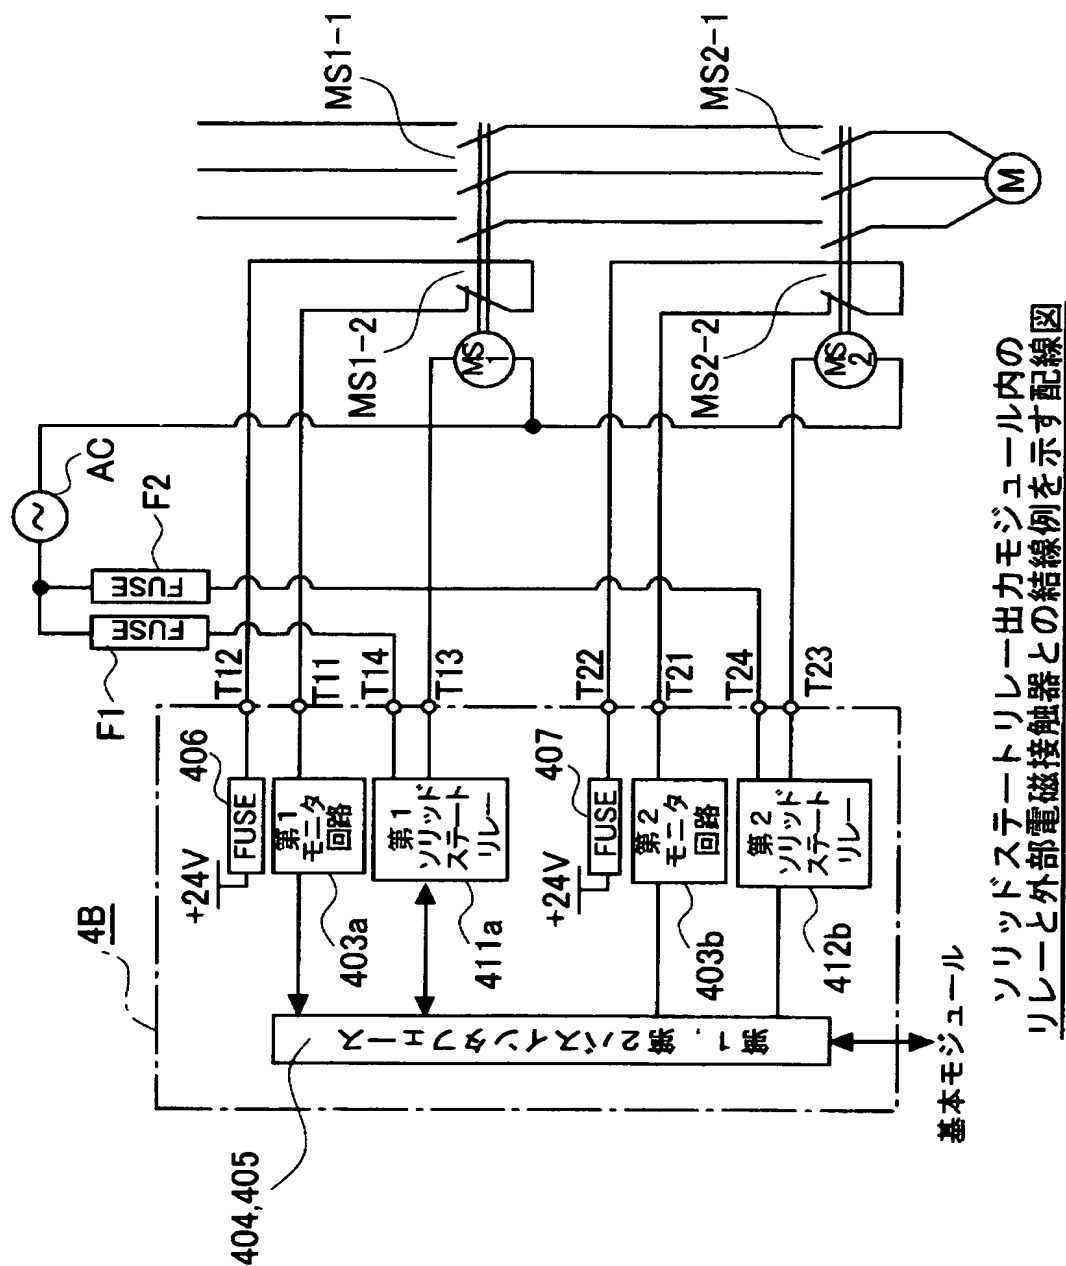 4B
404,405
第1、第2バスインタフェース
基本モジュール
+24V
FUSE
406
T12
第1
モニタ
回路
403a
T11
第1
ソリッド
ステート
リレー
411a
T14
T13
+24V
FUSE
407
T22
第2
モニタ
回路
403b
T21
第2
ソリッド
ステート
リレー
412b
T24
T23
F1
FUSE
F2
FUSE
AC
MS
1
MS1-2
MS1-1
MS
2
MS2-2
MS2-1
M
ソリッドステートリレー出力モジュール内の
リレーと外部電磁接触器との結線例を示す配線図